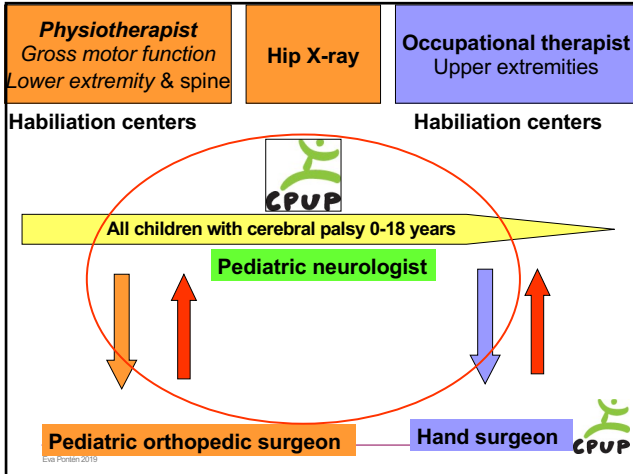 Physiotherapist
Gross motor function
Lower extremity & spine
Hip X-ray
Occupational therapist
Upper extremities
Habiliation centers
Habiliation centers
CPUP
All children with cerebral palsy 0-18 years
Pediatric neurologist
Pediatric orthopedic surgeon
Hand surgeon
CPUP
Eva Pontén 2019